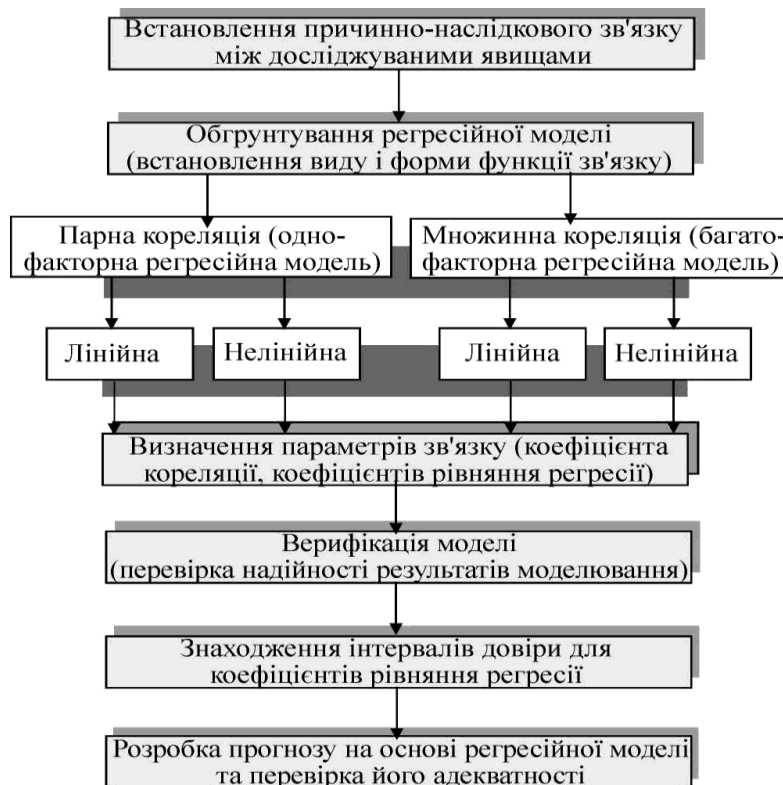 Встановлення причинно-наслідкового зв'язку
між досліджуваними явищами
Обгрунтування регресійної моделі
(встановлення виду і форми функції зв'язку)
Парна кореляція (одно-
факторна регресійна модель)
Множинна кореляція (багато-
факторна регресійна модель)
Лінійна
Нелінійна
Лінійна
Нелінійна
Визначення параметрів зв'язку (коефіцієнта
кореляції, коефіцієнтів рівняння регресії)
Верифікація моделі
(перевірка надійності результатів моделювання)
Знаходження інтервалів довіри для
коефіцієнтів рівняння регресії
Розробка прогнозу на основі регресійної моделі
та перевірка його адекватності